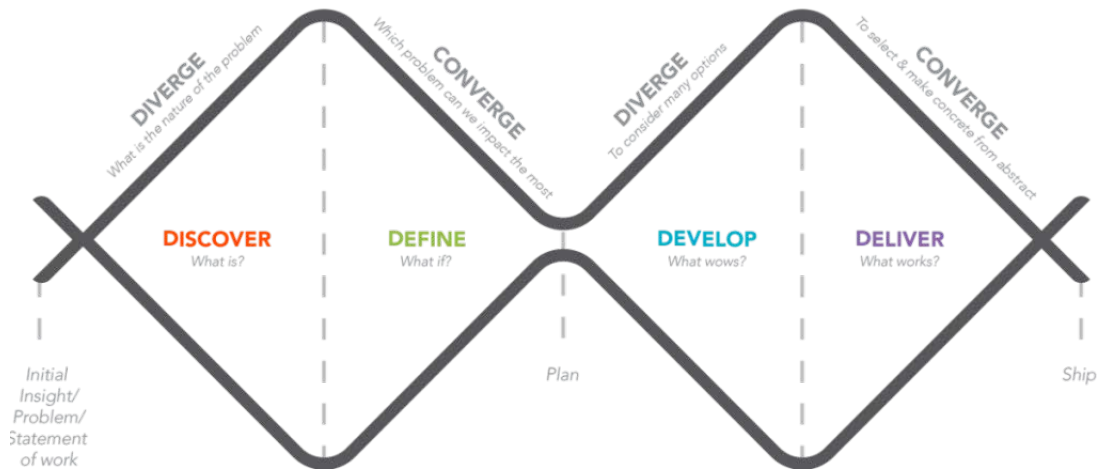 DIVERGE
What is the nature of the problem
CONVERGE
Which problem can we impact the most
DIVERGE
To consider many options
CONVERGE
To select & make concrete from abstract
DISCOVER
What is?
DEFINE
What if?
DEVELOP
What wows?
DELIVER
What works?
Initial
Insight/
Problem/
Statement
of work
Plan
Ship